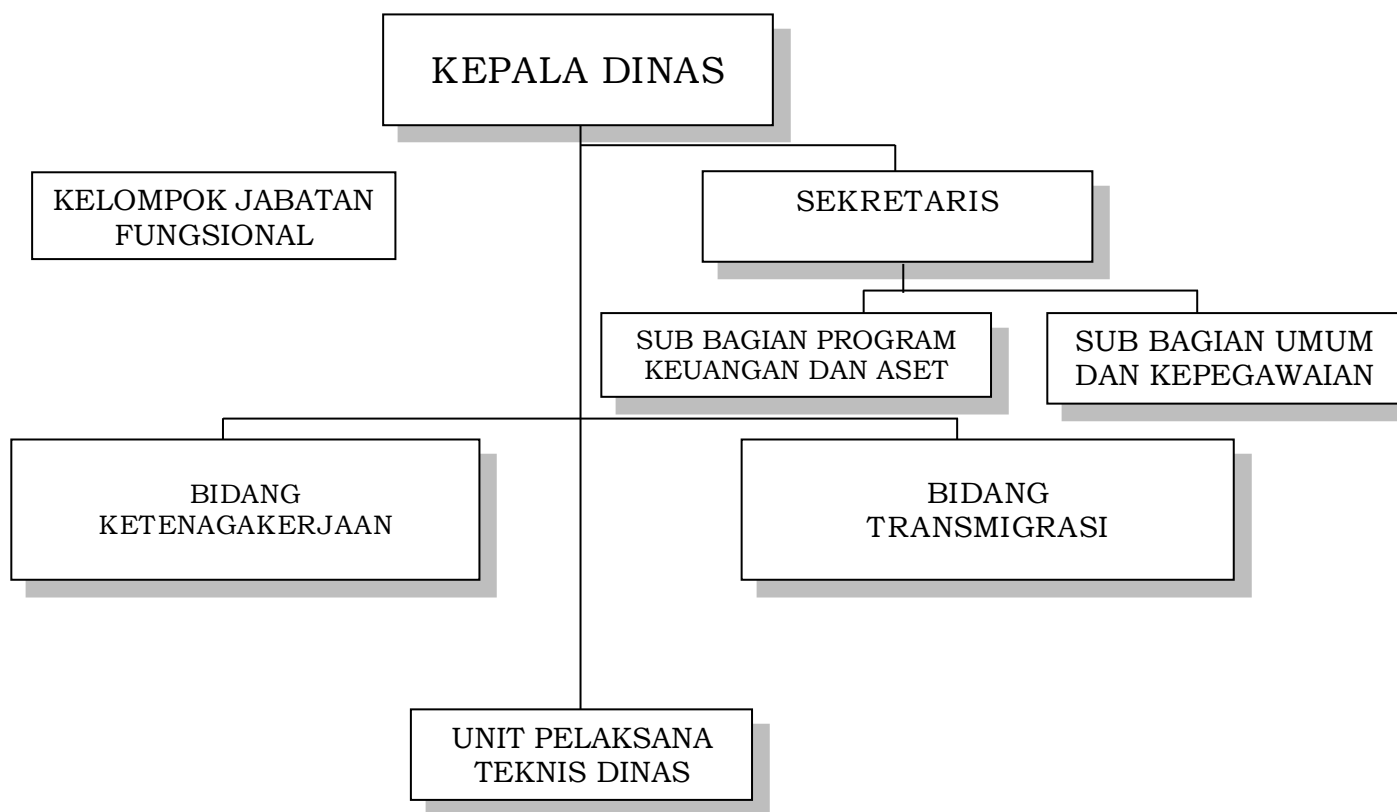 KEPALA DINAS
KELOMPOK JABATAN
FUNGSIONAL
SEKRETARIS
SUB BAGIAN PROGRAM
KEUANGAN DAN ASET
SUB BAGIAN UMUM
DAN KEPEGAWAIAN
BIDANG
KETENAGAKERJAAN
BIDANG
TRANSMIGRASI
UNIT PELAKSANA
TEKNIS DINAS